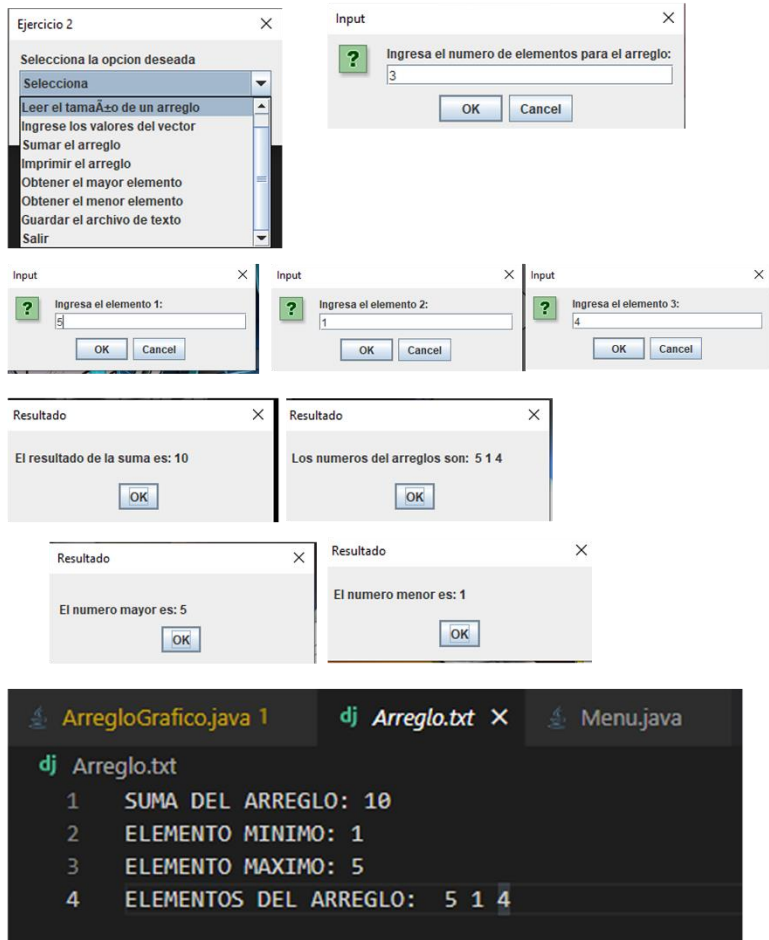 Ejercicio 2
Selecciona la opcion deseada
Selecciona
Leer el tamaÃ±o de un arreglo
Ingrese los valores del vector
Sumar el arreglo
Imprimir el arreglo
Obtener el mayor elemento
Obtener el menor elemento
Guardar el archivo de texto
Salir
Input
Ingresa el numero de elementos para el arreglo:
3
OK Cancel
Input
Ingresa el elemento 1:
5
OK Cancel
Input
Ingresa el elemento 2:
1
OK Cancel
Input
Ingresa el elemento 3:
4
OK Cancel
Resultado
El resultado de la suma es: 10
OK
Resultado
Los numeros del arreglos son: 5 1 4
OK
Resultado
El numero mayor es: 5
OK
Resultado
El numero menor es: 1
OK
ArregloGrafico.java 1 dj Arreglo.txt Menu.java
dj Arreglo.txt
1 SUMA DEL ARREGLO: 10
2 ELEMENTO MINIMO: 1
3 ELEMENTO MAXIMO: 5
4 ELEMENTOS DEL ARREGLO: 5 1 4